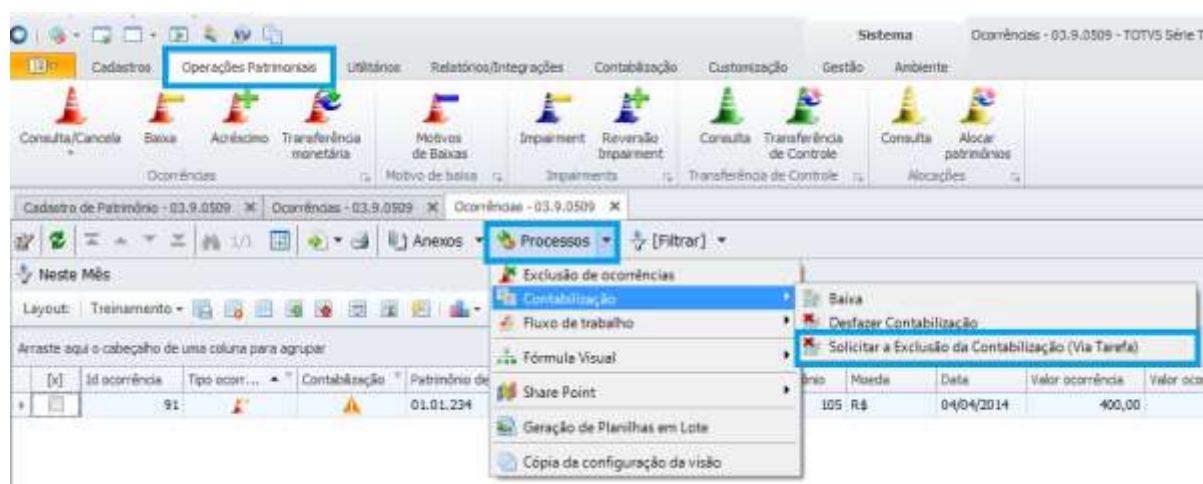 Sistema Ocorrências - 03.9.0509 - TOTVS Série T
Cadastros Operações Patrimoniais Utilitários Relatórios/Integrações Contabilização Customização Gestão Ambiente
Consulta/Cancela Baixa Acréscimo Transferência monetária Motivos de Baixas Impairment Reversão Impairment Consulta Transferência de Controle Consulta Alocar patrimônios
Ocorrências Motivo de baixa Impairments Transferência de Controle Alocações
Cadastro de Patrimônio - 03.9.0509 Ocorrências - 03.9.0509 Ocorrências - 03.9.0509
1/1 Anexos Processos [Filtrar]
Neste Mês
Exclusão de ocorrências
Layout: Treinamento
Contabilização
Baixa
Fluxo de trabalho
Desfazer Contabilização
Arraste aqui o cabeçalho de uma coluna para agrupar
Fórmula Visual
Solicitar a Exclusão da Contabilização (Via Tarefa)
[x] Id ocorrência Tipo ocorr... Contabilização Patrimônio de
Share Point
ônio Moeda Data Valor ocorrência Valor oco
91 01.01.234 105 R$ 04/04/2014 400,00
Geração de Planilhas em Lote
Cópia da configuração da visão